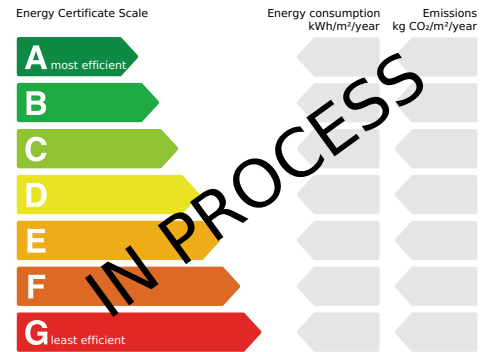 Energy Certificate Scale
Energy consumption
kWh/m²/year
Emissions
kg CO₂/m²/year
A most efficient
B
C
D
E
F
G least efficient
IN PROCESS